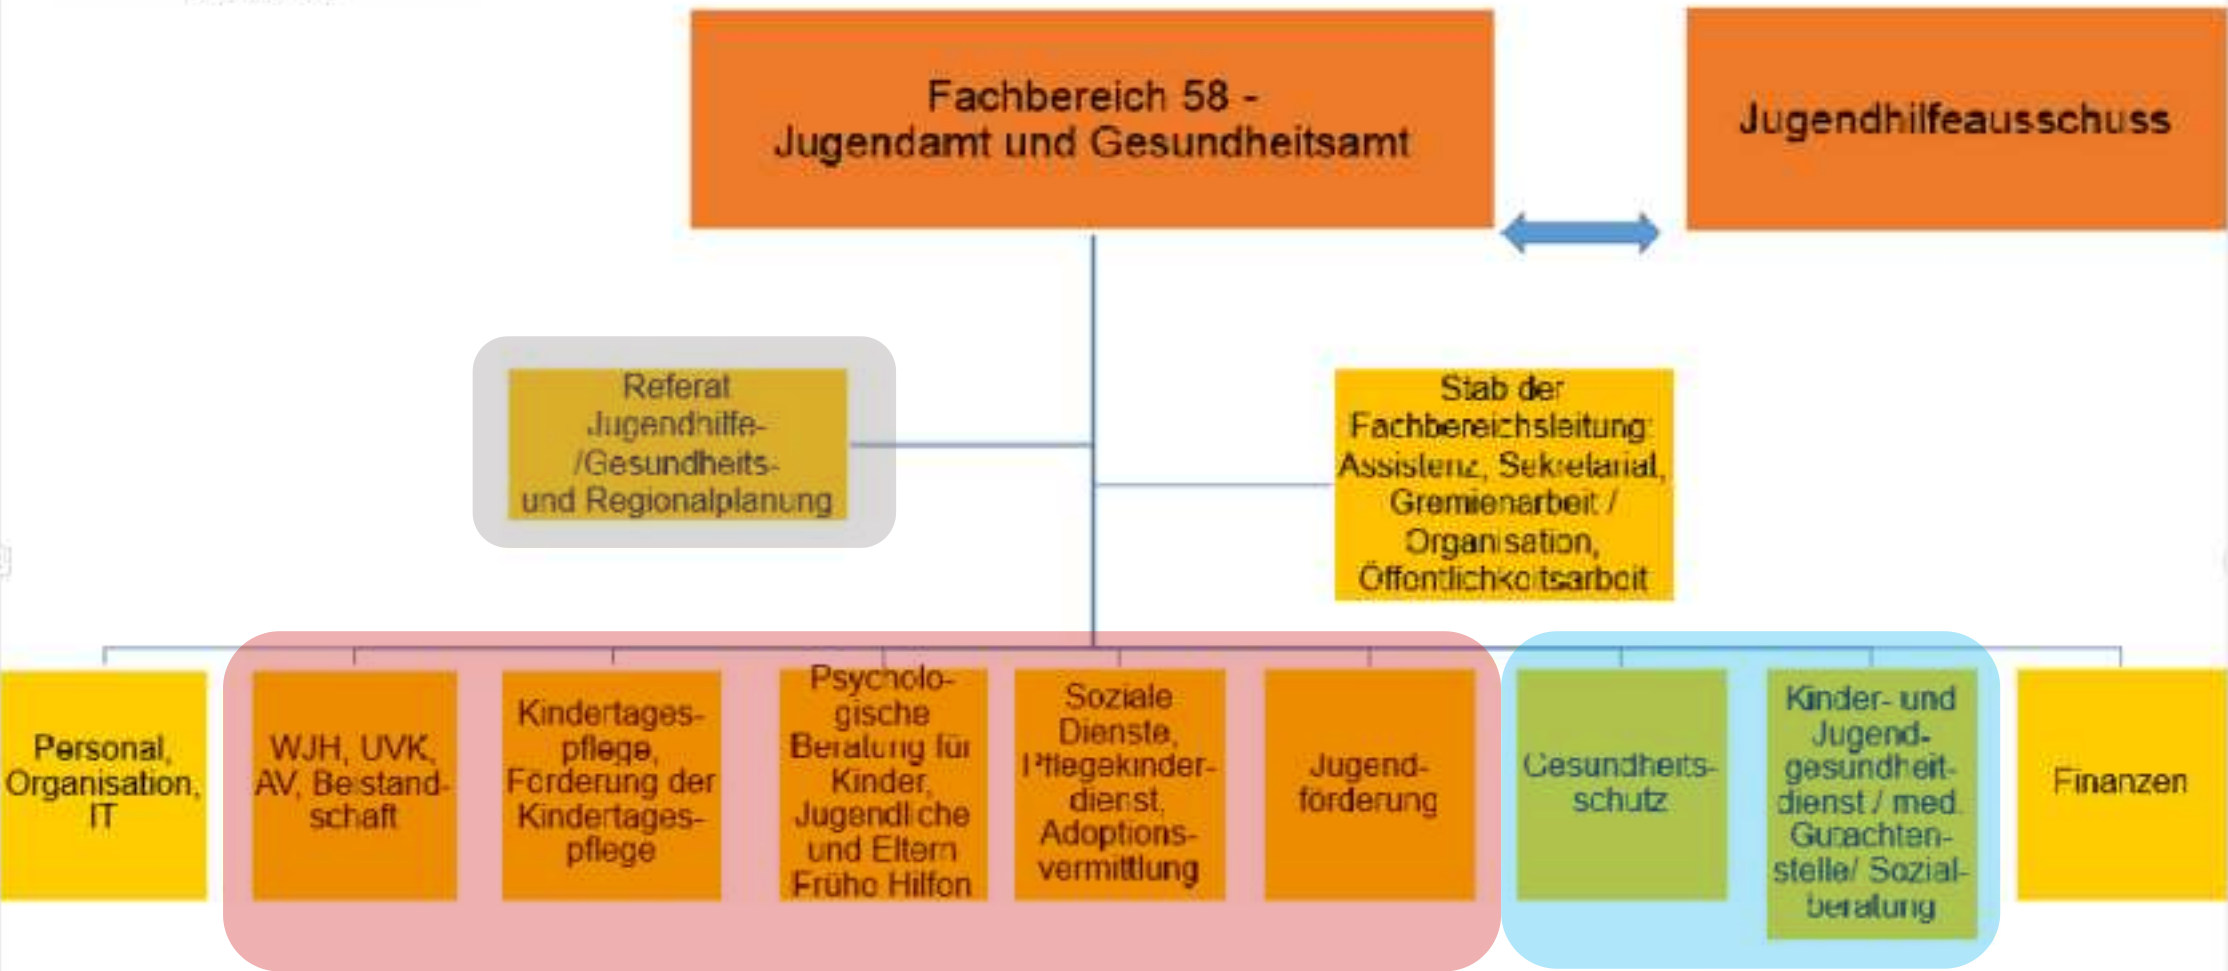 Fachbereich 58 -
Jugendamt und Gesundheitsamt
Jugendhilfeausschuss
Referat
Jugendhilfe-
/Gesundheits-
und Regionalplanung
Stab der
Fachbereichsleitung:
Assistenz, Sekretariat,
Gremienarbeit /
Organisation,
Öffentlichkeitsarbeit
Personal,
Organisation,
IT
WJH, UVK,
AV, Beistand-
schaft
Kindertages-
pflege,
Förderung der
Kindertages-
pflege
Psycholo-
gische
Beratung für
Kinder,
Jugendliche
und Eltern
Frühe Hilfen
Soziale
Dienste,
Pflegekinder-
dienst,
Adoptions-
vermittlung
Jugend-
förderung
Gesundheits-
schutz
Kinder- und
Jugend-
gesundheit-
dienst / med.
Gutachten-
stelle/ Sozial-
beratung
Finanzen